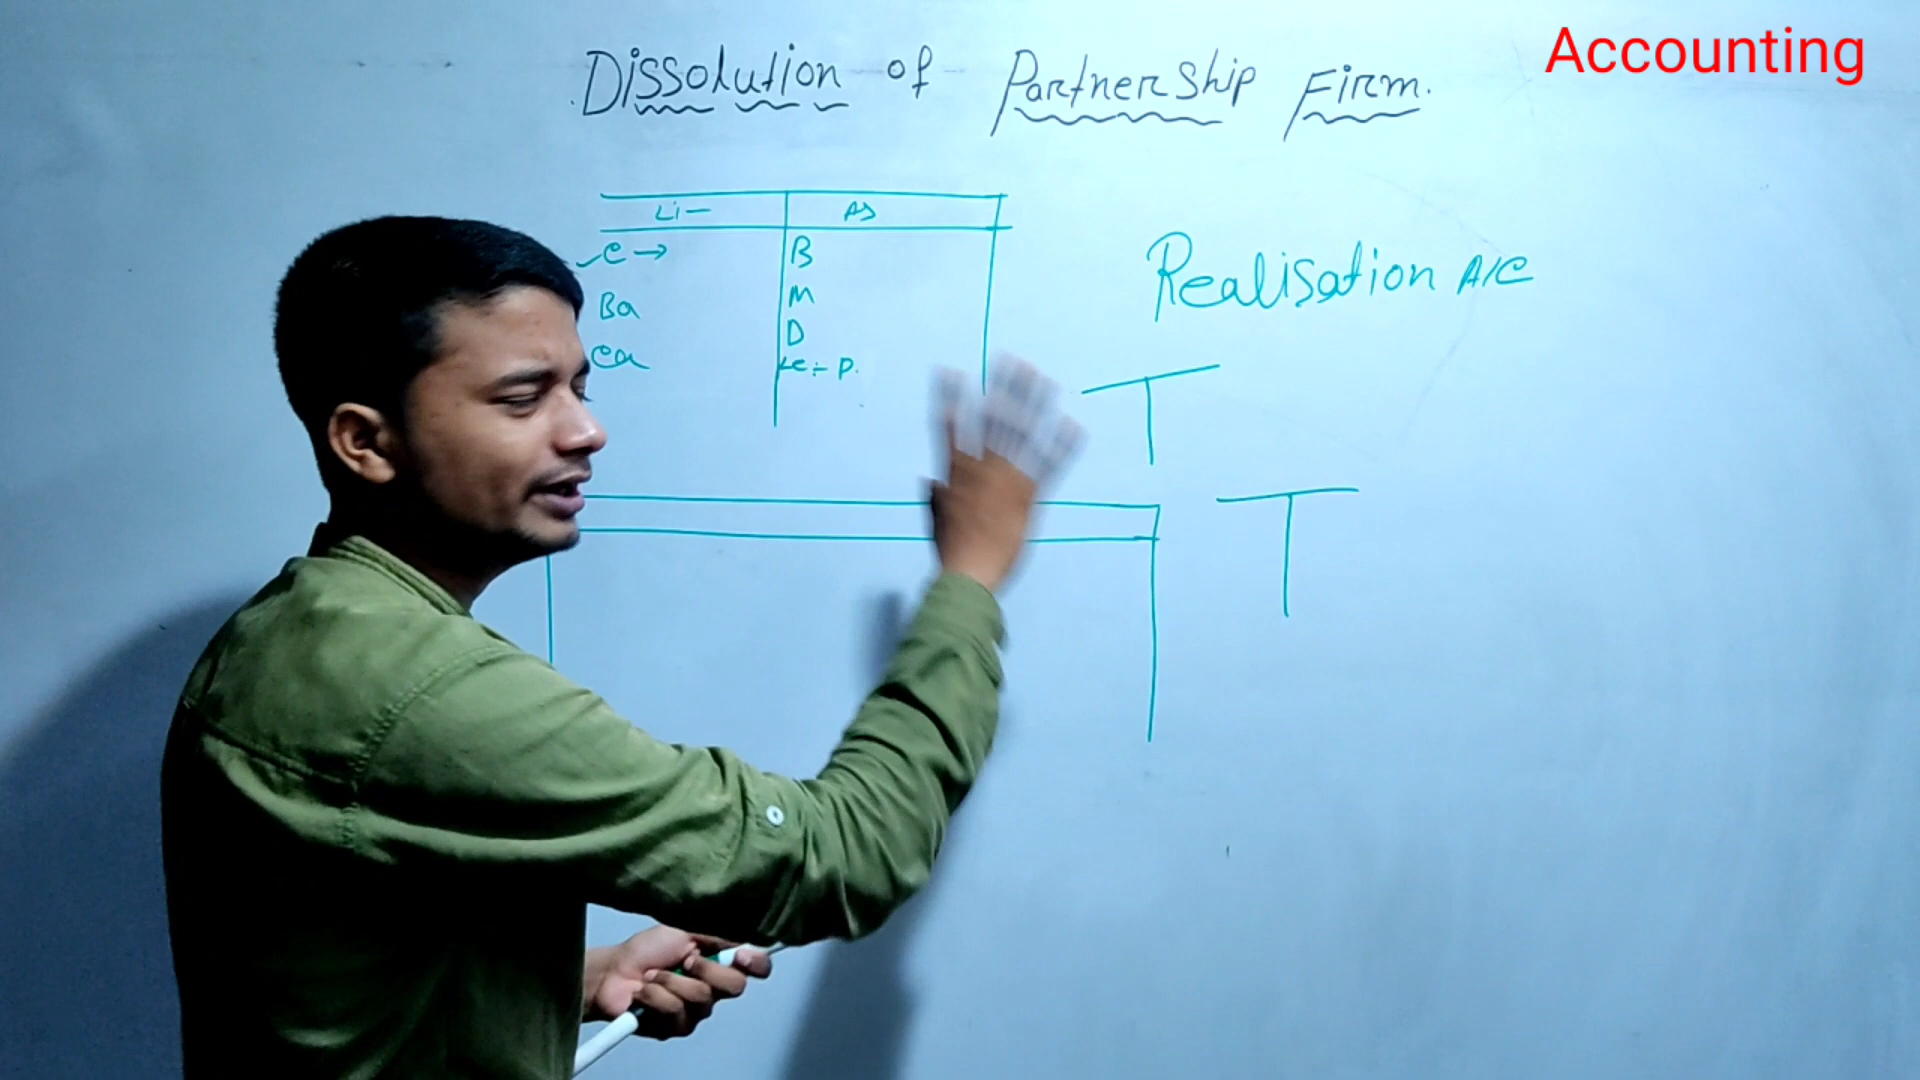 Accounting
Dissolution of Partnership Firm.
Li- As
C → B
Ba M
Ca D
P.
Realisation A/C